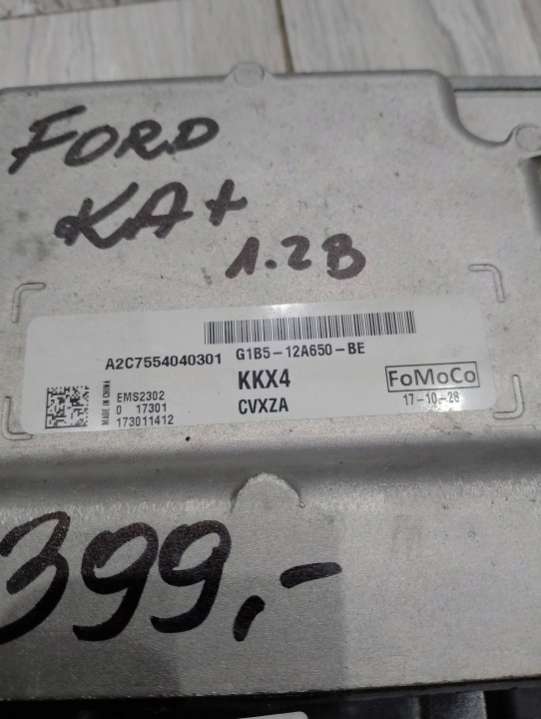 FORD
KA+
1.2B
A2C7554040301 G1B5-12A650-BE
KKX4
FoMoCo
MADE IN CHINA
EMS2302
0 17301
173011412
CVXZA
17-10-28
399,-